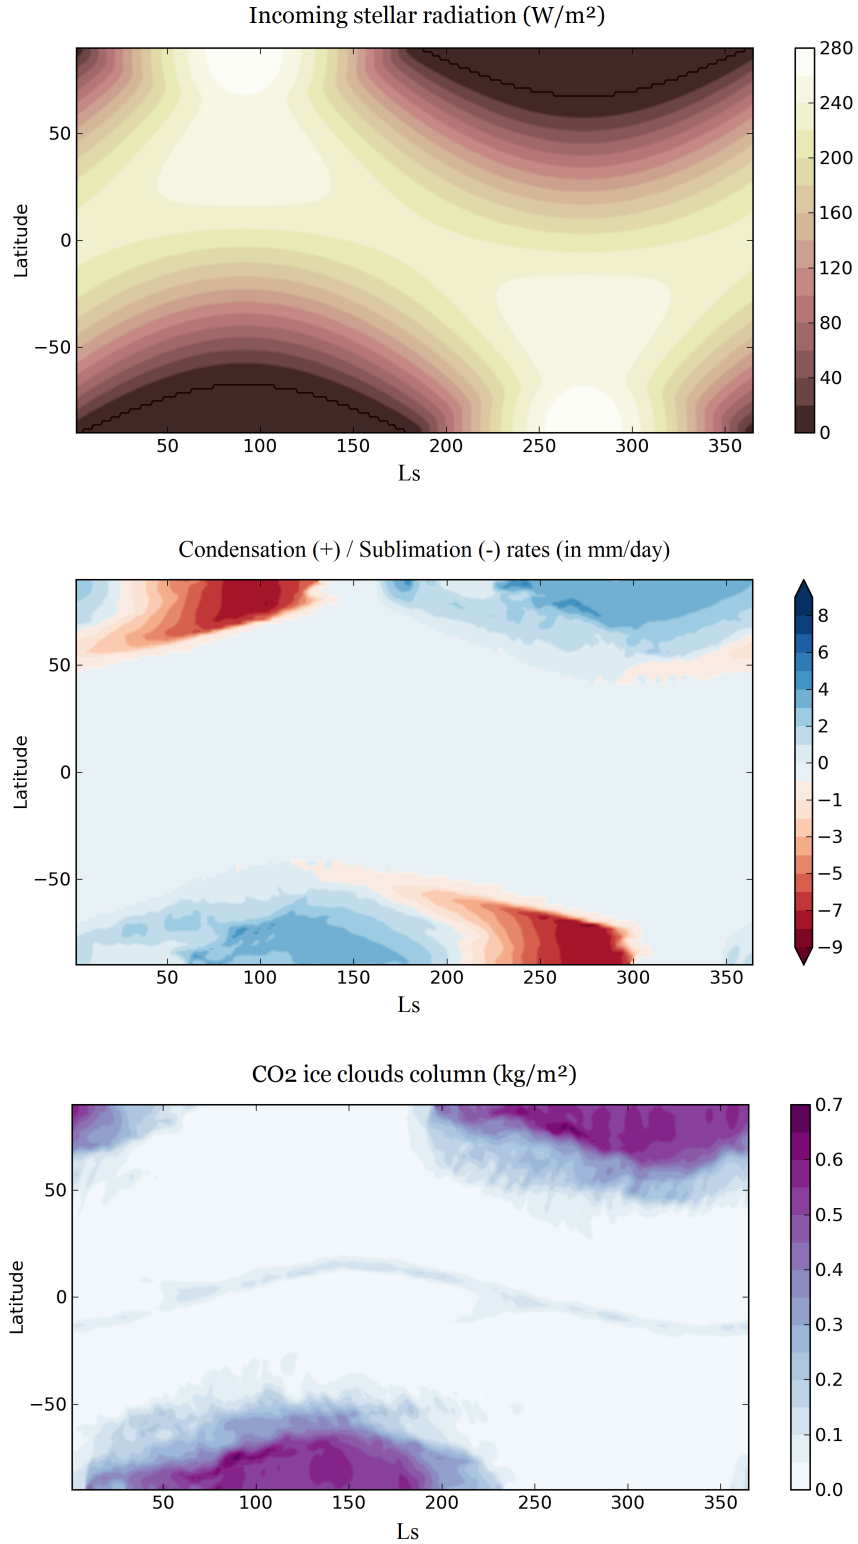 Incoming stellar radiation (W/m²)
280
240
200
160
120
80
40
0
50
0
−50
Latitude
50 100 150 200 250 300 350
Ls
Condensation (+) / Sublimation (-) rates (in mm/day)
8
6
4
2
0
−1
−3
−5
−7
−9
50
0
−50
Latitude
50 100 150 200 250 300 350
Ls
CO2 ice clouds column (kg/m²)
0.7
0.6
0.5
0.4
0.3
0.2
0.1
0.0
50
0
−50
Latitude
50 100 150 200 250 300 350
Ls